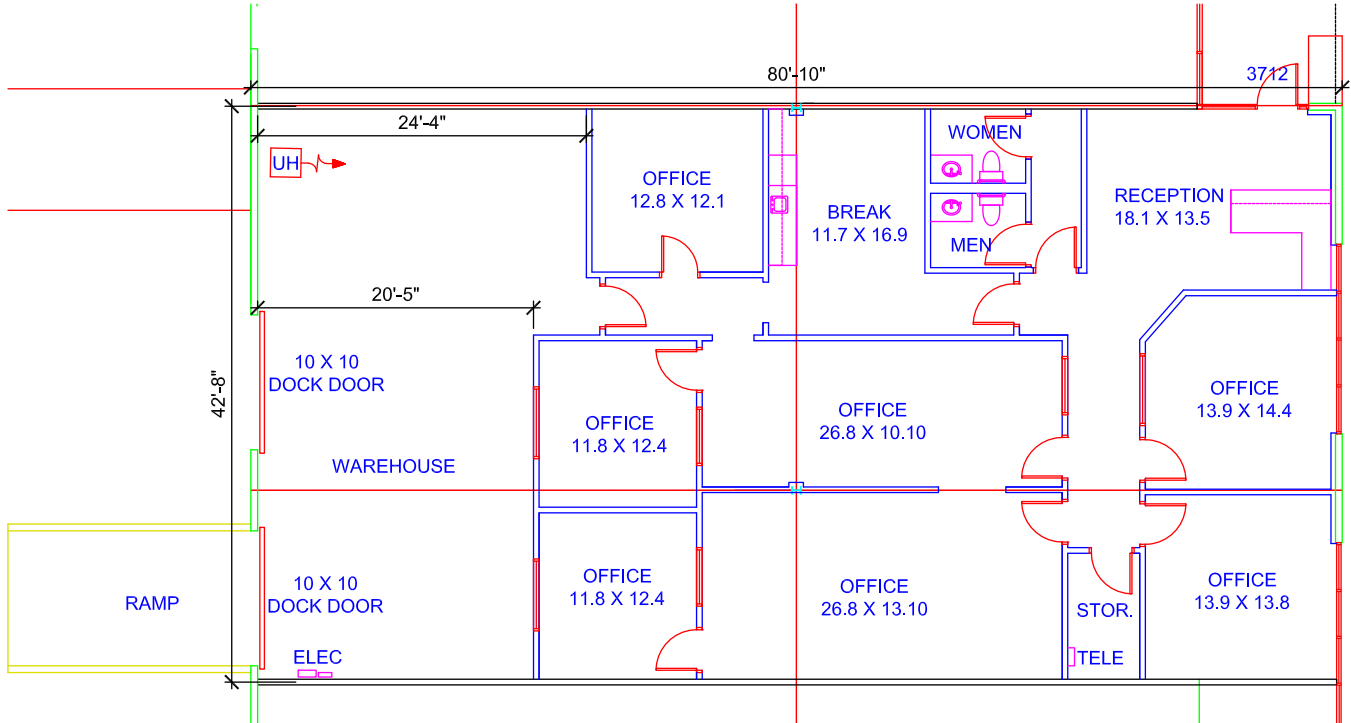 80'-10"
3712
24'-4"
UH
WOMEN
OFFICE
12.8 X 12.1
RECEPTION
18.1 X 13.5
BREAK
11.7 X 16.9
MEN
20'-5"
10 X 10
DOCK DOOR
42'-8"
OFFICE
13.9 X 14.4
OFFICE
26.8 X 10.10
OFFICE
11.8 X 12.4
WAREHOUSE
OFFICE
11.8 X 12.4
OFFICE
13.9 X 13.8
10 X 10
DOCK DOOR
OFFICE
26.8 X 13.10
RAMP
STOR.
ELEC
TELE